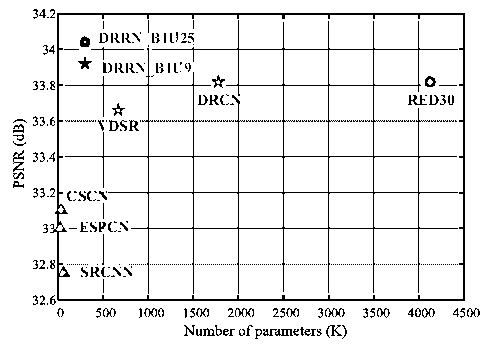 34.2
34
33.8
33.6
33.4
33.2
33
32.8
32.6
PSNR (dB)
DRRN_B1U25
DRRN_B1U9
DRCN
RED30
VDSR
CSCN
ESPCN
SRCNN
0 500 1000 1500 2000 2500 3000 3500 4000 4500
Number of parameters (K)